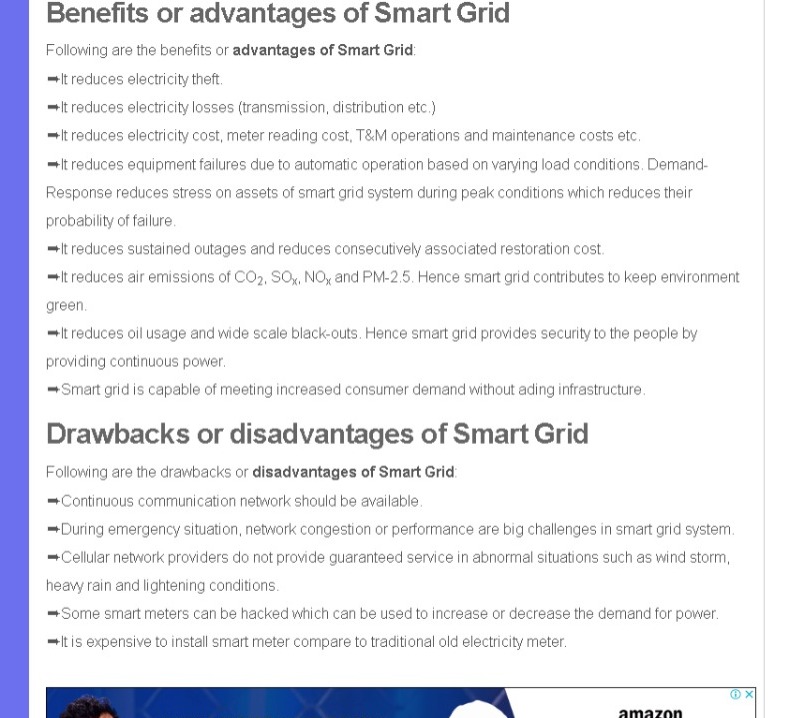 Benefits or advantages of Smart Grid
Following are the benefits or advantages of Smart Grid:
➨It reduces electricity theft.
➨It reduces electricity losses (transmission, distribution etc.)
➨It reduces electricity cost, meter reading cost, T&M operations and maintenance costs etc.
➨It reduces equipment failures due to automatic operation based on varying load conditions. Demand-
Response reduces stress on assets of smart grid system during peak conditions which reduces their
probability of failure.
➨It reduces sustained outages and reduces consecutively associated restoration cost.
➨It reduces air emissions of CO₂, SOₓ, NOₓ and PM-2.5. Hence smart grid contributes to keep environment
green.
➨It reduces oil usage and wide scale black-outs. Hence smart grid provides security to the people by
providing continuous power.
➨Smart grid is capable of meeting increased consumer demand without ading infrastructure.
Drawbacks or disadvantages of Smart Grid
Following are the drawbacks or disadvantages of Smart Grid:
➨Continuous communication network should be available.
➨During emergency situation, network congestion or performance are big challenges in smart grid system.
➨Cellular network providers do not provide guaranteed service in abnormal situations such as wind storm,
heavy rain and lightening conditions.
➨Some smart meters can be hacked which can be used to increase or decrease the demand for power.
➨It is expensive to install smart meter compare to traditional old electricity meter.
amazon